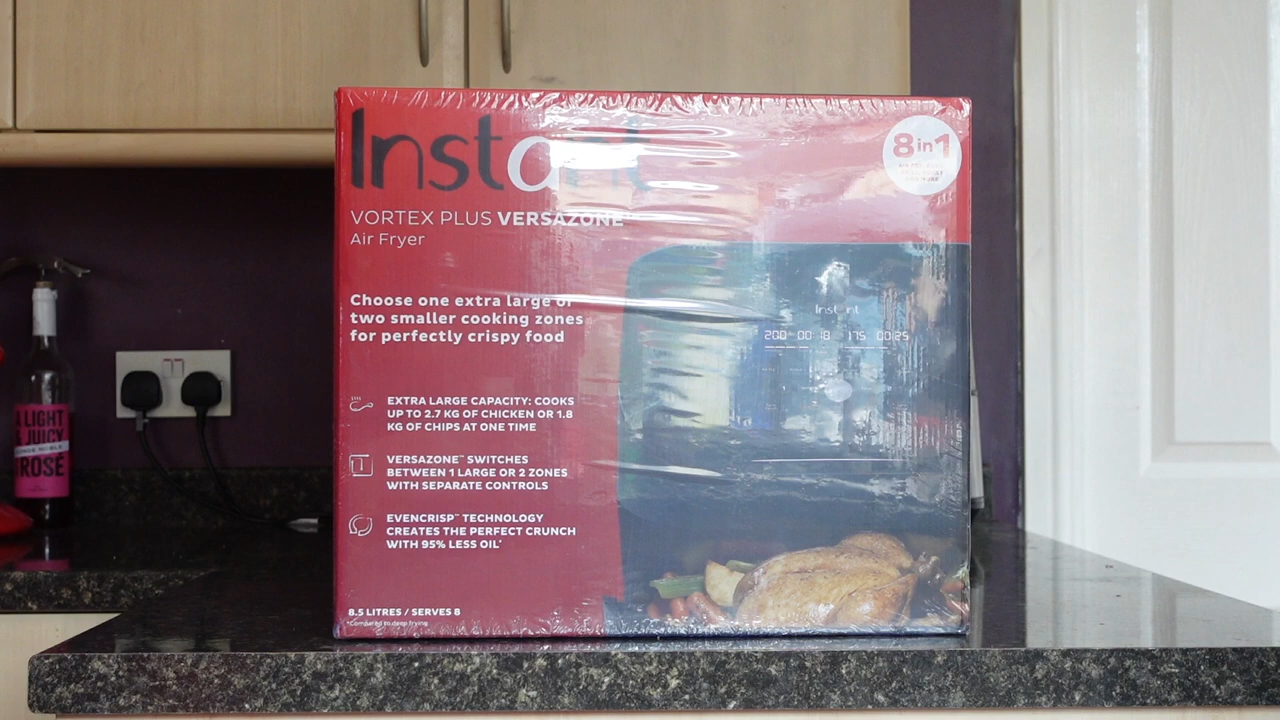 Instant
8in1
VORTEX PLUS VERSAZONE™
Air Fryer
Choose one extra large or
two smaller cooking zones
for perfectly crispy food
Instant
200 00:18 175 00:25
EXTRA LARGE CAPACITY: COOKS
UP TO 2.7 KG OF CHICKEN OR 1.8
KG OF CHIPS AT ONE TIME
VERSAZONE™ SWITCHES
BETWEEN 1 LARGE OR 2 ZONES
WITH SEPARATE CONTROLS
EVENCRISP™ TECHNOLOGY
CREATES THE PERFECT CRUNCH
WITH 95% LESS OIL*
8.5 LITRES / SERVES 8
*Compared to deep frying
A LIGHT
& JUICY
ROSÉ